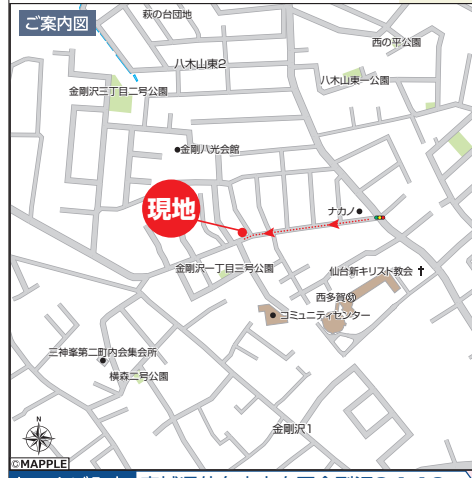 萩の台団地
ご案内図
西の平公園
八木山東2
八木山東一公園
金剛沢三丁目二号公園
金剛八光会館
現地
ナカノ
金剛沢一丁目三号公園
仙台新キリスト教会
西多賀
コミュニティセンター
三神峯第二町内会集会所
横森二号公園
金剛沢1
N
©MAPPLE